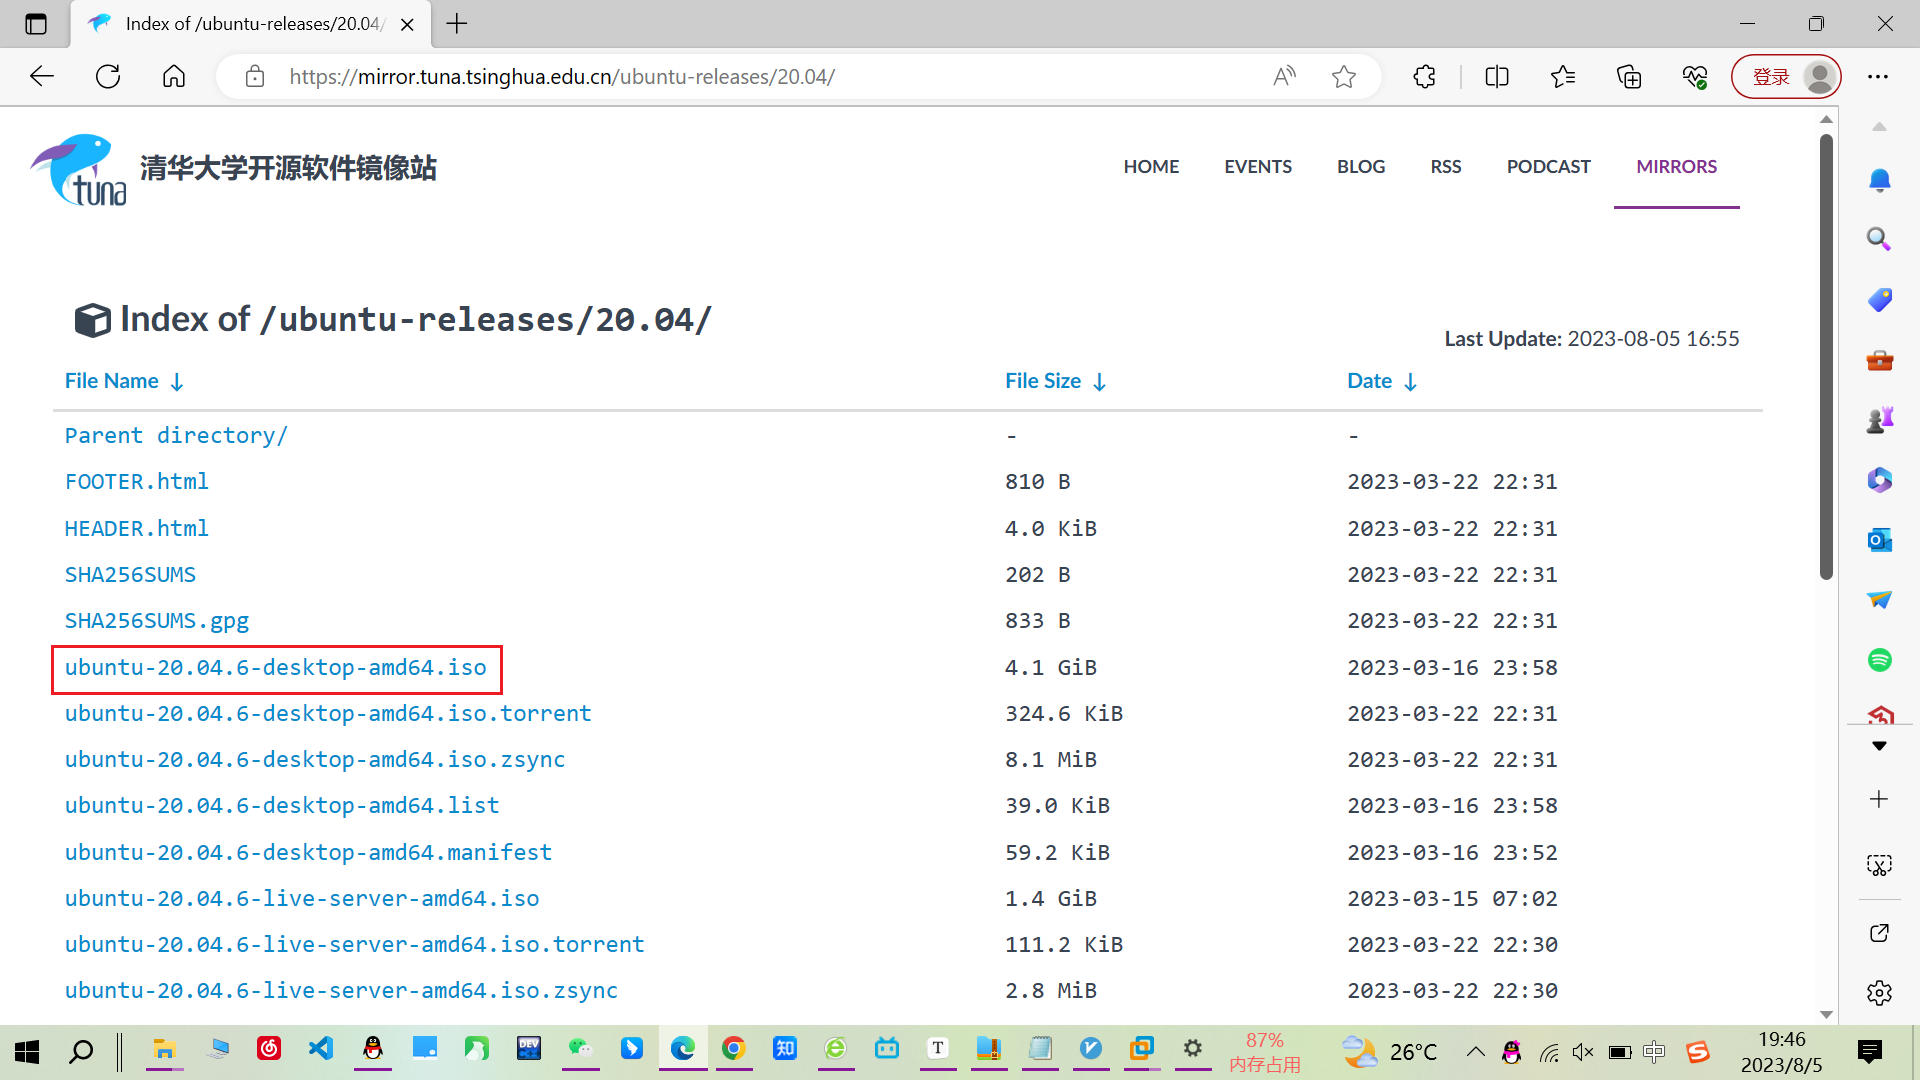 Index of /ubuntu-releases/20.04/
https://mirror.tuna.tsinghua.edu.cn/ubuntu-releases/20.04/
登录
tuna 清华大学开源软件镜像站
HOME EVENTS BLOG RSS PODCAST MIRRORS
Index of /ubuntu-releases/20.04/
Last Update: 2023-08-05 16:55
File Name ↓ File Size ↓ Date ↓
Parent directory/ - -
FOOTER.html 810 B 2023-03-22 22:31
HEADER.html 4.0 KiB 2023-03-22 22:31
SHA256SUMS 202 B 2023-03-22 22:31
SHA256SUMS.gpg 833 B 2023-03-22 22:31
ubuntu-20.04.6-desktop-amd64.iso 4.1 GiB 2023-03-16 23:58
ubuntu-20.04.6-desktop-amd64.iso.torrent 324.6 KiB 2023-03-22 22:31
ubuntu-20.04.6-desktop-amd64.iso.zsync 8.1 MiB 2023-03-22 22:31
ubuntu-20.04.6-desktop-amd64.list 39.0 KiB 2023-03-16 23:58
ubuntu-20.04.6-desktop-amd64.manifest 59.2 KiB 2023-03-16 23:52
ubuntu-20.04.6-live-server-amd64.iso 1.4 GiB 2023-03-15 07:02
ubuntu-20.04.6-live-server-amd64.iso.torrent 111.2 KiB 2023-03-22 22:30
ubuntu-20.04.6-live-server-amd64.iso.zsync 2.8 MiB 2023-03-22 22:30
DEV
知
T
87%
内存占用
26°C
中
19:46
2023/8/5